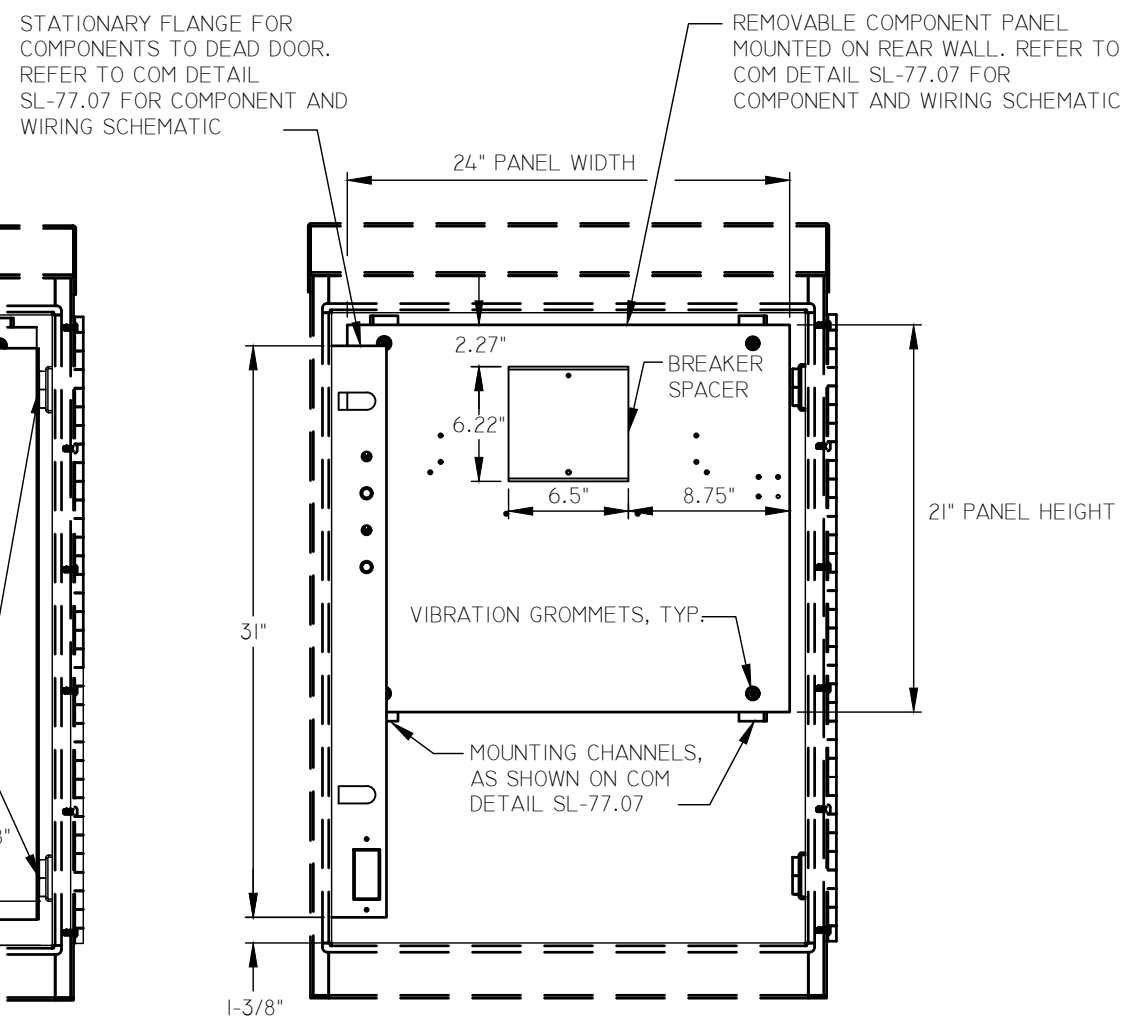 STATIONARY FLANGE FOR
COMPONENTS TO DEAD DOOR.
REFER TO COM DETAIL
SL-77.07 FOR COMPONENT AND
WIRING SCHEMATIC
REMOVABLE COMPONENT PANEL
MOUNTED ON REAR WALL. REFER TO
COM DETAIL SL-77.07 FOR
COMPONENT AND WIRING SCHEMATIC
24" PANEL WIDTH
2.27"
BREAKER
SPACER
6.22"
6.5"
8.75"
21" PANEL HEIGHT
VIBRATION GROMMETS, TYP.
31"
MOUNTING CHANNELS,
AS SHOWN ON COM
DETAIL SL-77.07
1-3/8"